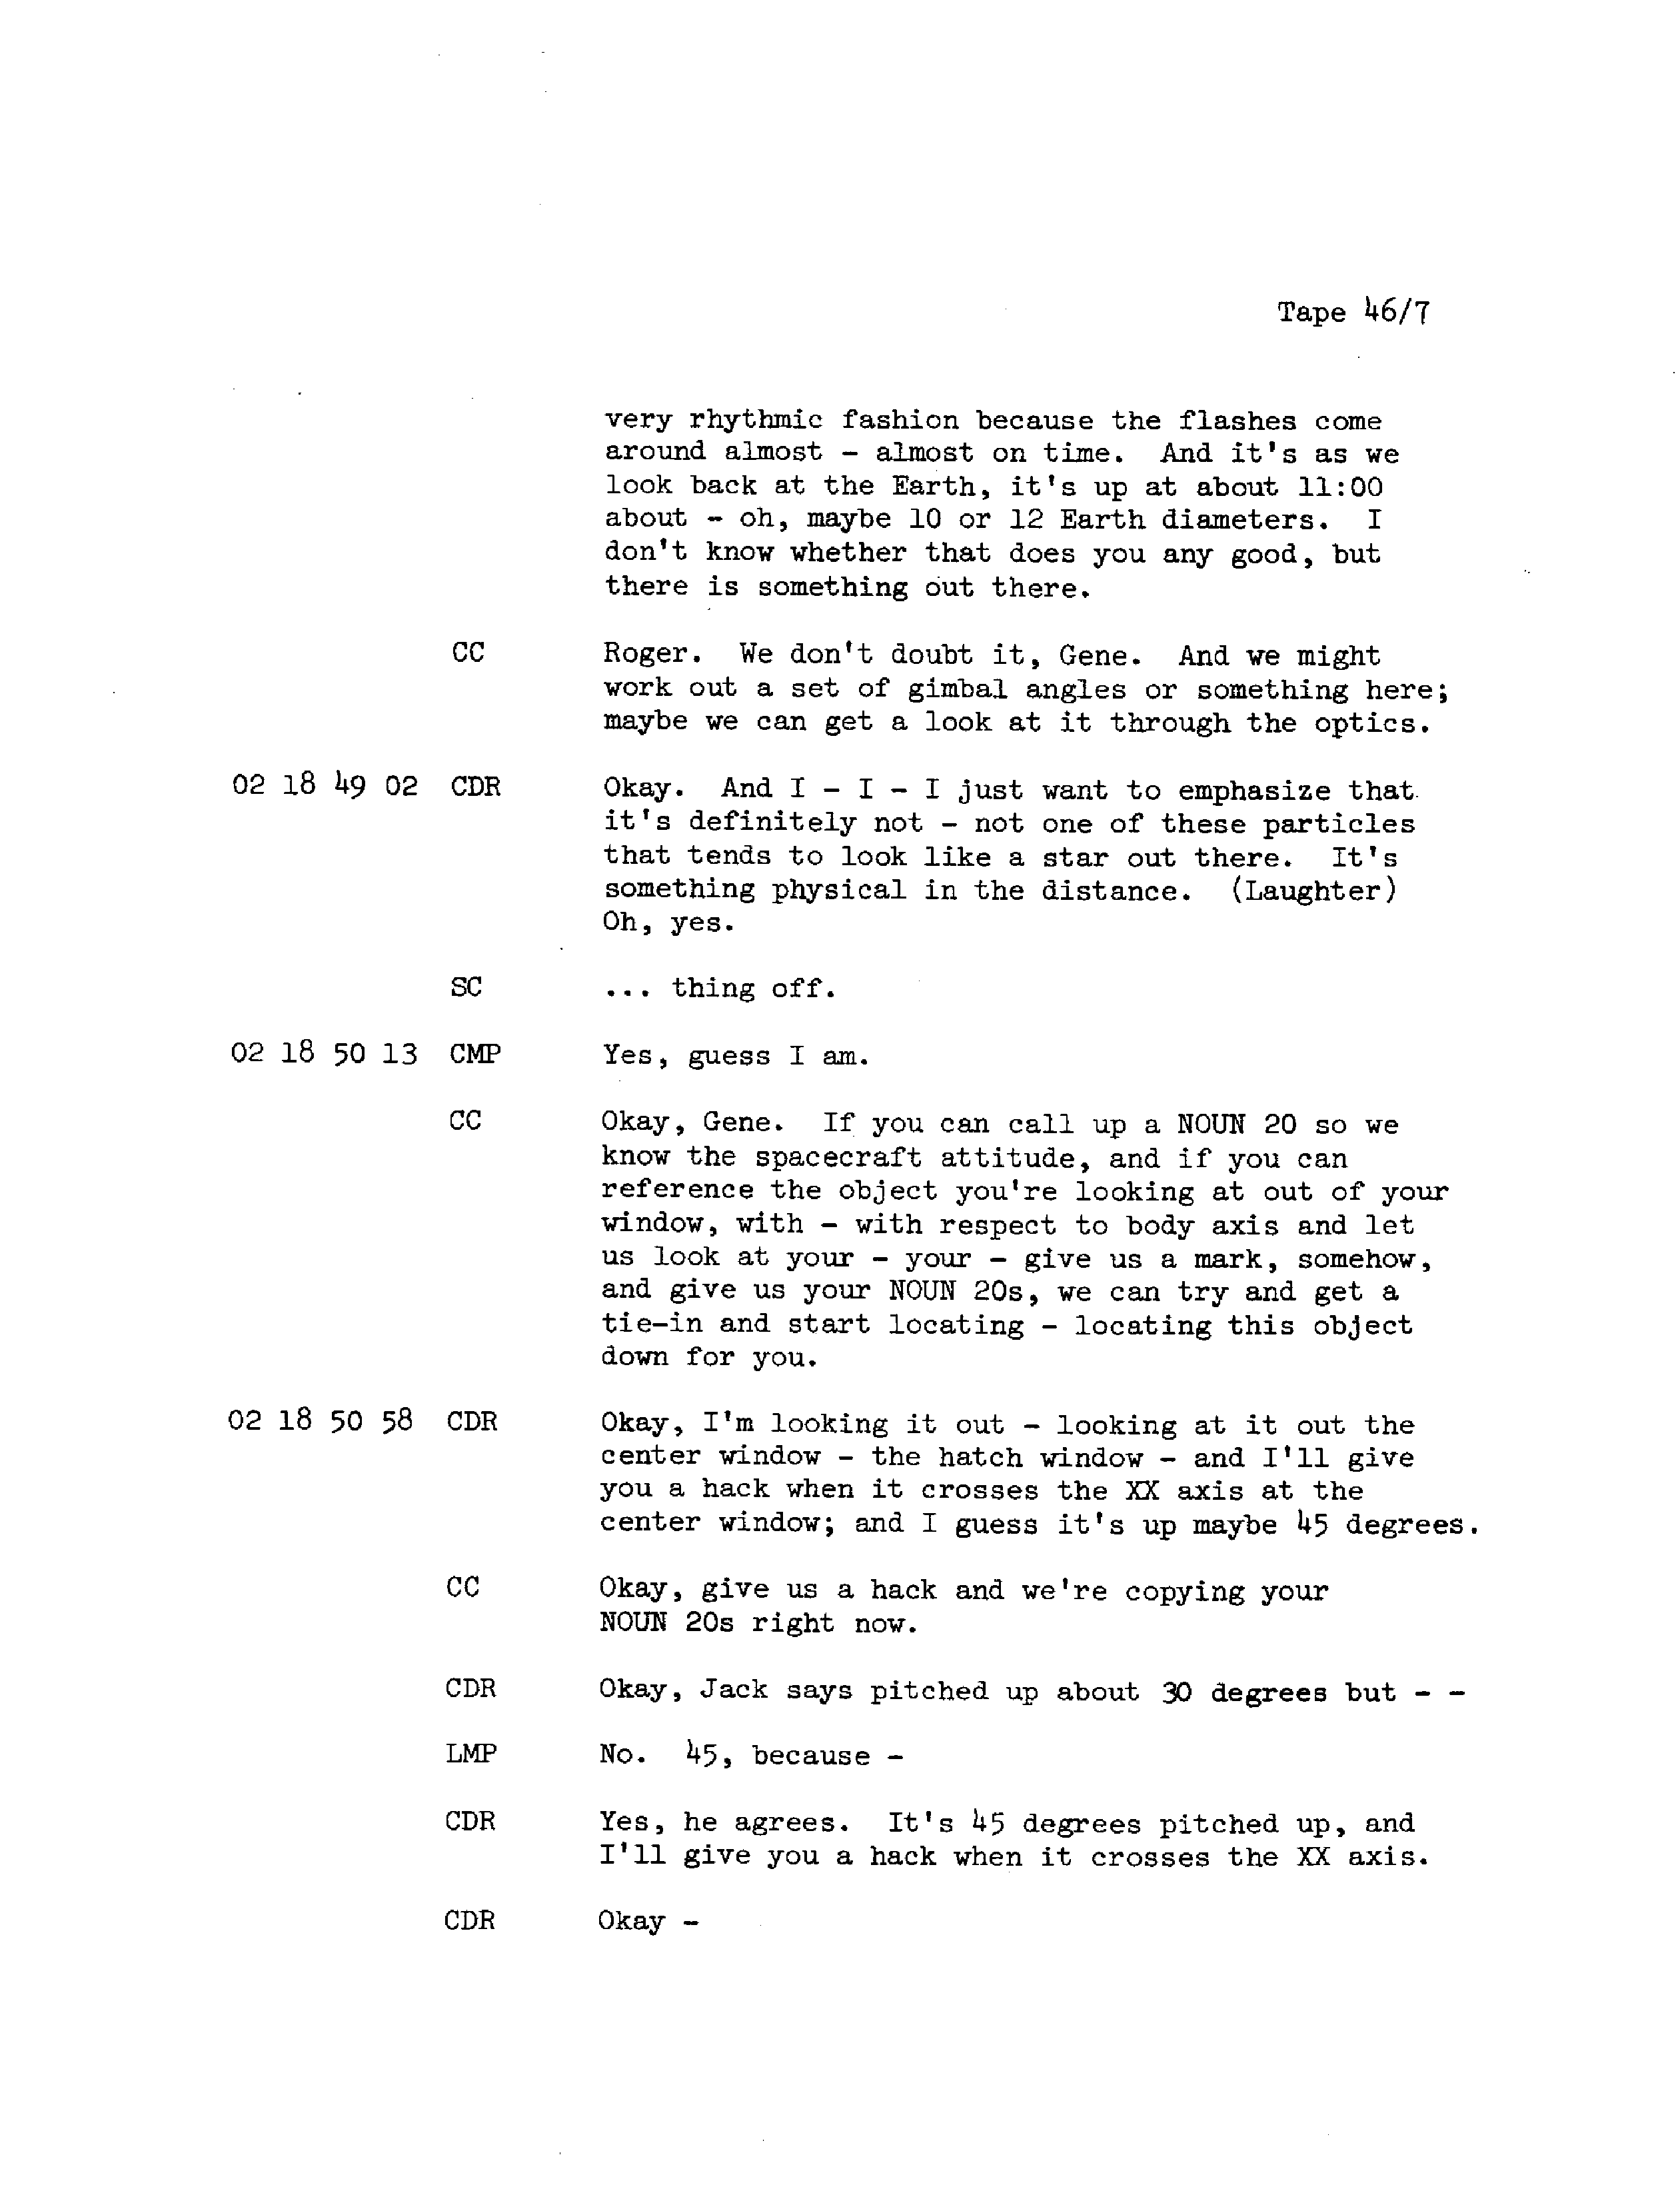 Tape 46/7
very rhythmic fashion because the flashes come
around almost - almost on time. And it's as we
look back at the Earth, it's up at about 11:00
about - oh, maybe 10 or 12 Earth diameters. I
don't know whether that does you any good, but
there is something out there.
CC Roger. We don't doubt it, Gene. And we might
work out a set of gimbal angles or something here;
maybe we can get a look at it through the optics.
02 18 49 02 CDR Okay. And I - I - I just want to emphasize that
it's definitely not - not one of these particles
that tends to look like a star out there. It's
something physical in the distance. (Laughter)
Oh, yes.
SC ... thing off.
02 18 50 13 CMP Yes, guess I am.
CC Okay, Gene. If you can call up a NOUN 20 so we
know the spacecraft attitude, and if you can
reference the object you're looking at out of your
window, with - with respect to body axis and let
us look at your - your - give us a mark, somehow,
and give us your NOUN 20s, we can try and get a
tie-in and start locating - locating this object
down for you.
02 18 50 58 CDR Okay, I'm looking it out - looking at it out the
center window - the hatch window - and I'll give
you a hack when it crosses the XX axis at the
center window; and I guess it's up maybe 45 degrees.
CC Okay, give us a hack and we're copying your
NOUN 20s right now.
CDR Okay, Jack says pitched up about 30 degrees but - -
LMP No. 45, because -
CDR Yes, he agrees. It's 45 degrees pitched up, and
I'll give you a hack when it crosses the XX axis.
CDR Okay -